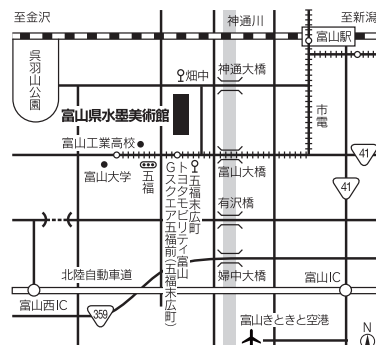 至金沢
神通川
至新潟
富山駅
呉羽山公園
畑中
神通大橋
富山県水墨美術館
市電
富山工業高校
41
富山大学
五福
五福末広町
トヨタモビリティ富山
Gスクエア五福前(五福末広町)
富山大橋
41
有沢橋
北陸自動車道
婦中大橋
富山IC
富山西IC
359
富山きときと空港
N